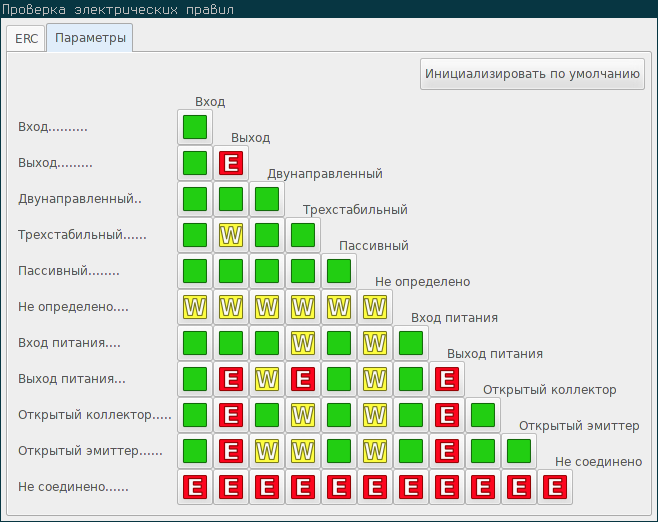 Проверка электрических правил
ERC Параметры
Инициализировать по умолчанию
Вход
Вход..........
Выход
Выход......... E
Двунаправленный
Двунаправленный..
Трехстабильный
Трехстабильный...... W
Пассивный
Пассивный........
Не определено
Не определено.... W W W W W W
Вход питания
Вход питания.... W W
Выход питания
Выход питания... E W E W E
Открытый коллектор
Открытый коллектор..... E W W E
Открытый эмиттер
Открытый эмиттер...... E W W W E
Не соединено
Не соединено...... E E E E E E E E E E E